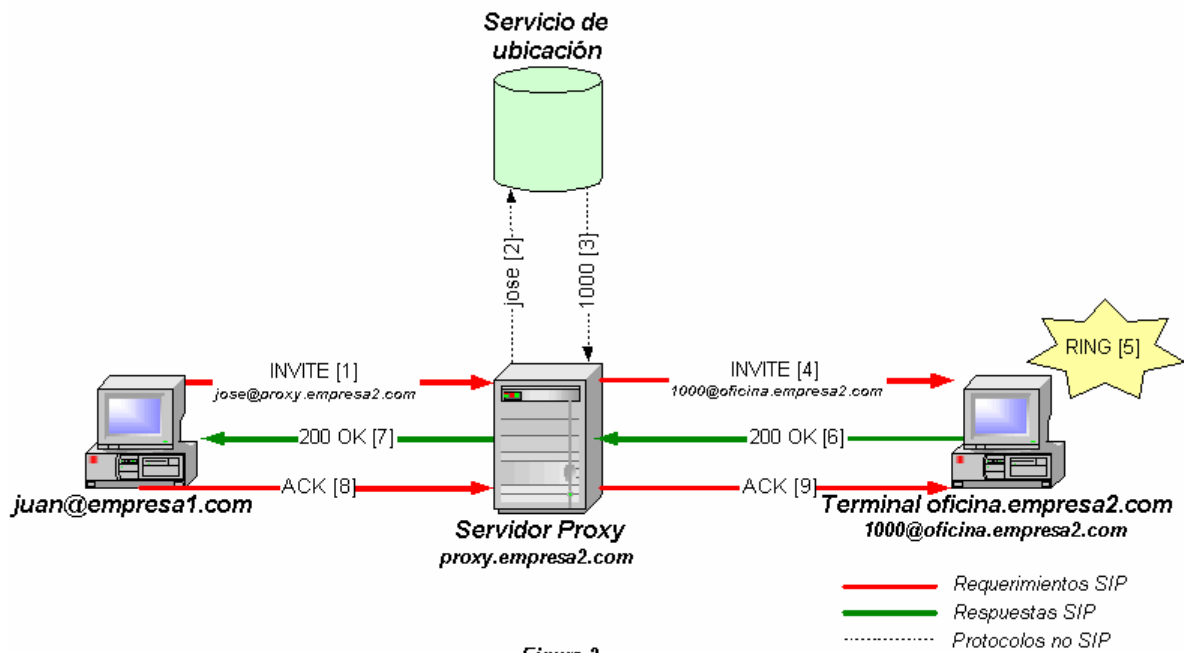 Servicio de
ubicación
jose [2]
1000 [3]
RING [5]
INVITE [1]
jose@proxy.empresa2.com
INVITE [4]
1000@oficina.empresa2.com
200 OK [7]
200 OK [6]
ACK [8]
ACK [9]
juan@empresa1.com
Servidor Proxy
proxy.empresa2.com
Terminal oficina.empresa2.com
1000@oficina.empresa2.com
Requerimientos SIP
Respuestas SIP
Protocolos no SIP